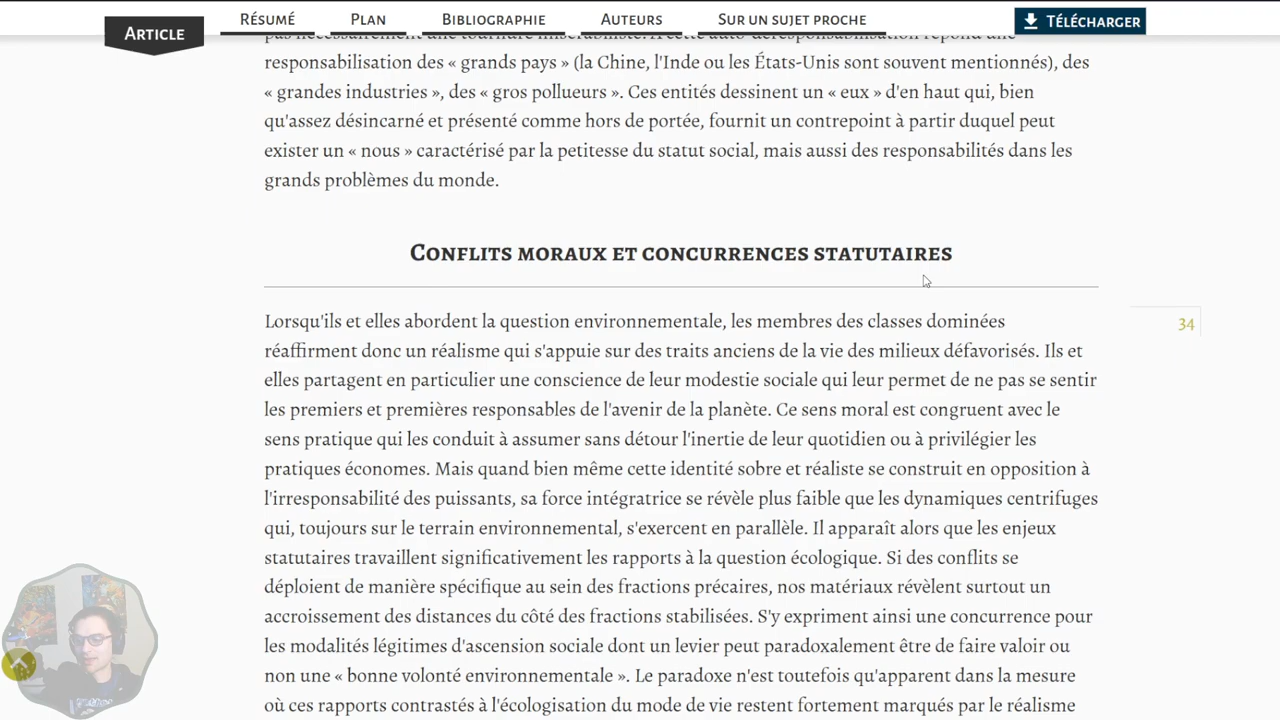 ARTICLE
RÉSUMÉ
PLAN
BIBLIOGRAPHIE
AUTEURS
SUR UN SUJET PROCHE
TÉLÉCHARGER
pas nécessairement une tournure misérabiliste. À cette auto-déresponsabilisation répond une
responsabilisation des « grands pays » (la Chine, l'Inde ou les États-Unis sont souvent mentionnés), des
« grandes industries », des « gros pollueurs ». Ces entités dessinent un « eux » d'en haut qui, bien
qu'assez désincarné et présenté comme hors de portée, fournit un contrepoint à partir duquel peut
exister un « nous » caractérisé par la petitesse du statut social, mais aussi des responsabilités dans les
grands problèmes du monde.
CONFLITS MORAUX ET CONCURRENCES STATUTAIRES
Lorsqu'ils et elles abordent la question environnementale, les membres des classes dominées
34
réaffirment donc un réalisme qui s'appuie sur des traits anciens de la vie des milieux défavorisés. Ils et
elles partagent en particulier une conscience de leur modestie sociale qui leur permet de ne pas se sentir
les premiers et premières responsables de l'avenir de la planète. Ce sens moral est congruent avec le
sens pratique qui les conduit à assumer sans détour l'inertie de leur quotidien ou à privilégier les
pratiques économes. Mais quand bien même cette identité sobre et réaliste se construit en opposition à
l'irresponsabilité des puissants, sa force intégratrice se révèle plus faible que les dynamiques centrifuges
qui, toujours sur le terrain environnemental, s'exercent en parallèle. Il apparaît alors que les enjeux
statutaires travaillent significativement les rapports à la question écologique. Si des conflits se
déploient de manière spécifique au sein des fractions précaires, nos matériaux révèlent surtout un
accroissement des distances du côté des fractions stabilisées. S'y expriment ainsi une concurrence pour
les modalités légitimes d'ascension sociale dont un levier peut paradoxalement être de faire valoir ou
non une « bonne volonté environnementale ». Le paradoxe n'est toutefois qu'apparent dans la mesure
où ces rapports contrastés à l'écologisation du mode de vie restent fortement marqués par le réalisme